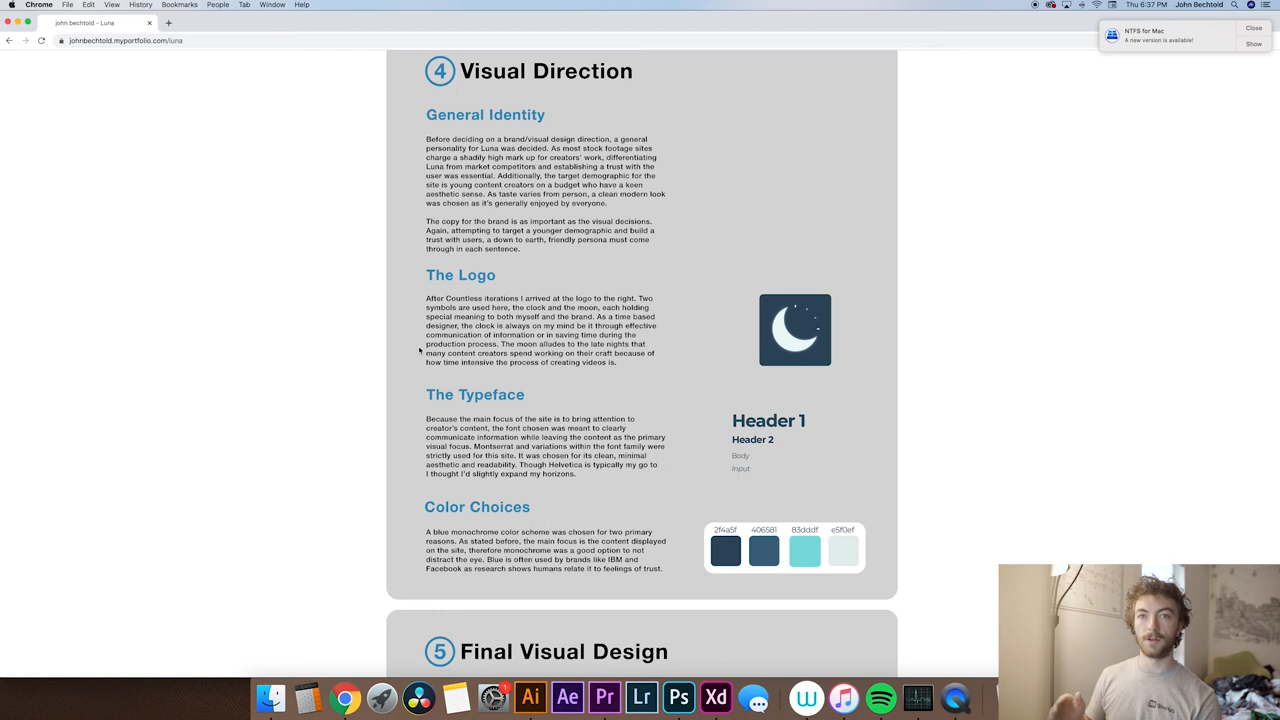 Chrome File Edit View History Bookmarks People Tab Window Help
Thu 6:37 PM John Bechtold
john bechtold - Luna
johnbechtold.myportfolio.com/luna
NTFS for Mac
A new version is available!
Close
Show
4 Visual Direction
General Identity
Before deciding on a brand/visual design direction, a general
personality for Luna was decided. As most stock footage sites
charge a shadily high mark up for creators' work, differentiating
Luna from market competitors and establishing a trust with the
user was essential. Additionally, the target demographic for the
site is young content creators on a budget who have a keen
aesthetic sense. As taste varies from person, a clean modern look
was chosen as it's generally enjoyed by everyone.
The copy for the brand is as important as the visual decisions.
Again, attempting to target a younger demographic and build a
trust with users, a down to earth, friendly persona must come
through in each sentence.
The Logo
After Countless iterations I arrived at the logo to the right. Two
symbols are used here, the clock and the moon, each holding
special meaning to both myself and the brand. As a time based
designer, the clock is always on my mind be it through effective
communication of information or in saving time during the
production process. The moon alludes to the late nights that
many content creators spend working on their craft because of
how time intensive the process of creating videos is.
The Typeface
Because the main focus of the site is to bring attention to
creator's content, the font chosen was meant to clearly
communicate information while leaving the content as the primary
visual focus. Montserrat and variations within the font family were
strictly used for this site. It was chosen for its clean, minimal
aesthetic and readability. Though Helvetica is typically my go to
I thought I'd slightly expand my horizons.
Header 1
Header 2
Body
Input
Color Choices
A blue monochrome color scheme was chosen for two primary
reasons. As stated before, the main focus is the content displayed
on the site, therefore monochrome was a good option to not
distract the eye. Blue is often used by brands like IBM and
Facebook as research shows humans relate it to feelings of trust.
2f4a5f 406581 83dddf e5f0ef
5 Final Visual Design
1
Ai Ae Pr Lr Ps Xd W